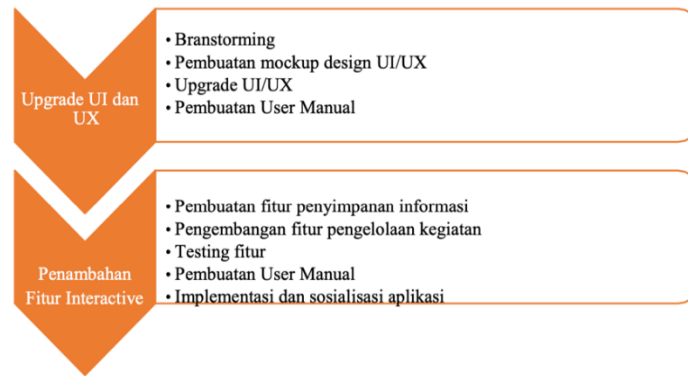 Upgrade UI dan
UX
• Branstorming
• Pembuatan mockup design UI/UX
• Upgrade UI/UX
• Pembuatan User Manual
Penambahan
Fitur Interactive
• Pembuatan fitur penyimpanan informasi
• Pengembangan fitur pengelolaan kegiatan
• Testing fitur
• Pembuatan User Manual
• Implementasi dan sosialisasi aplikasi